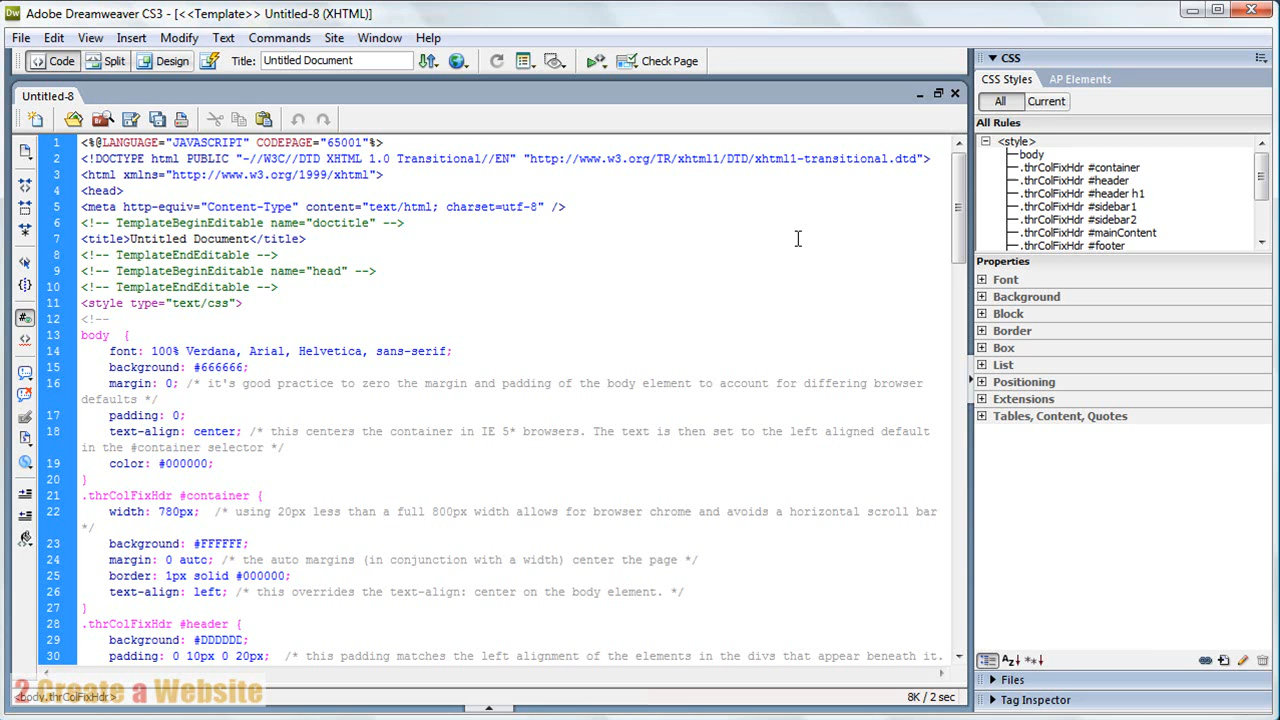 Adobe Dreamweaver CS3 - [<<Template>> Untitled-8 (XHTML)]
File Edit View Insert Modify Text Commands Site Window Help
Code Split Design Title: Untitled Document Check Page
Untitled-8
1 <%@LANGUAGE="JAVASCRIPT" CODEPAGE="65001"%>
2 <!DOCTYPE html PUBLIC "-//W3C//DTD XHTML 1.0 Transitional//EN" "http://www.w3.org/TR/xhtml1/DTD/xhtml1-transitional.dtd">
3 <html xmlns="http://www.w3.org/1999/xhtml">
4 <head>
5 <meta http-equiv="Content-Type" content="text/html; charset=utf-8" />
6 <!-- TemplateBeginEditable name="doctitle" -->
7 <title>Untitled Document</title>
8 <!-- TemplateEndEditable -->
9 <!-- TemplateBeginEditable name="head" -->
10 <!-- TemplateEndEditable -->
11 <style type="text/css">
12 <!--
13 body {
14 font: 100% Verdana, Arial, Helvetica, sans-serif;
15 background: #666666;
16 margin: 0; /* it's good practice to zero the margin and padding of the body element to account for differing browser
defaults */
17 padding: 0;
18 text-align: center; /* this centers the container in IE 5* browsers. The text is then set to the left aligned default
in the #container selector */
19 color: #000000;
20 }
21 .thrColFixHdr #container {
22 width: 780px; /* using 20px less than a full 800px width allows for browser chrome and avoids a horizontal scroll bar
*/
23 background: #FFFFFF;
24 margin: 0 auto; /* the auto margins (in conjunction with a width) center the page */
25 border: 1px solid #000000;
26 text-align: left; /* this overrides the text-align: center on the body element. */
27 }
28 .thrColFixHdr #header {
29 background: #DDDDDD;
30 padding: 0 10px 0 20px; /* this padding matches the left alignment of the elements in the divs that appear beneath it.
<body.thrColFixHdr>
2 Create a Website
8K / 2 sec
CSS
CSS Styles AP Elements
All Current
All Rules
<style>
body
.thrColFixHdr #container
.thrColFixHdr #header
.thrColFixHdr #header h1
.thrColFixHdr #sidebar1
.thrColFixHdr #sidebar2
.thrColFixHdr #mainContent
.thrColFixHdr #footer
Properties
Font
Background
Block
Border
Box
List
Positioning
Extensions
Tables, Content, Quotes
Files
Tag Inspector